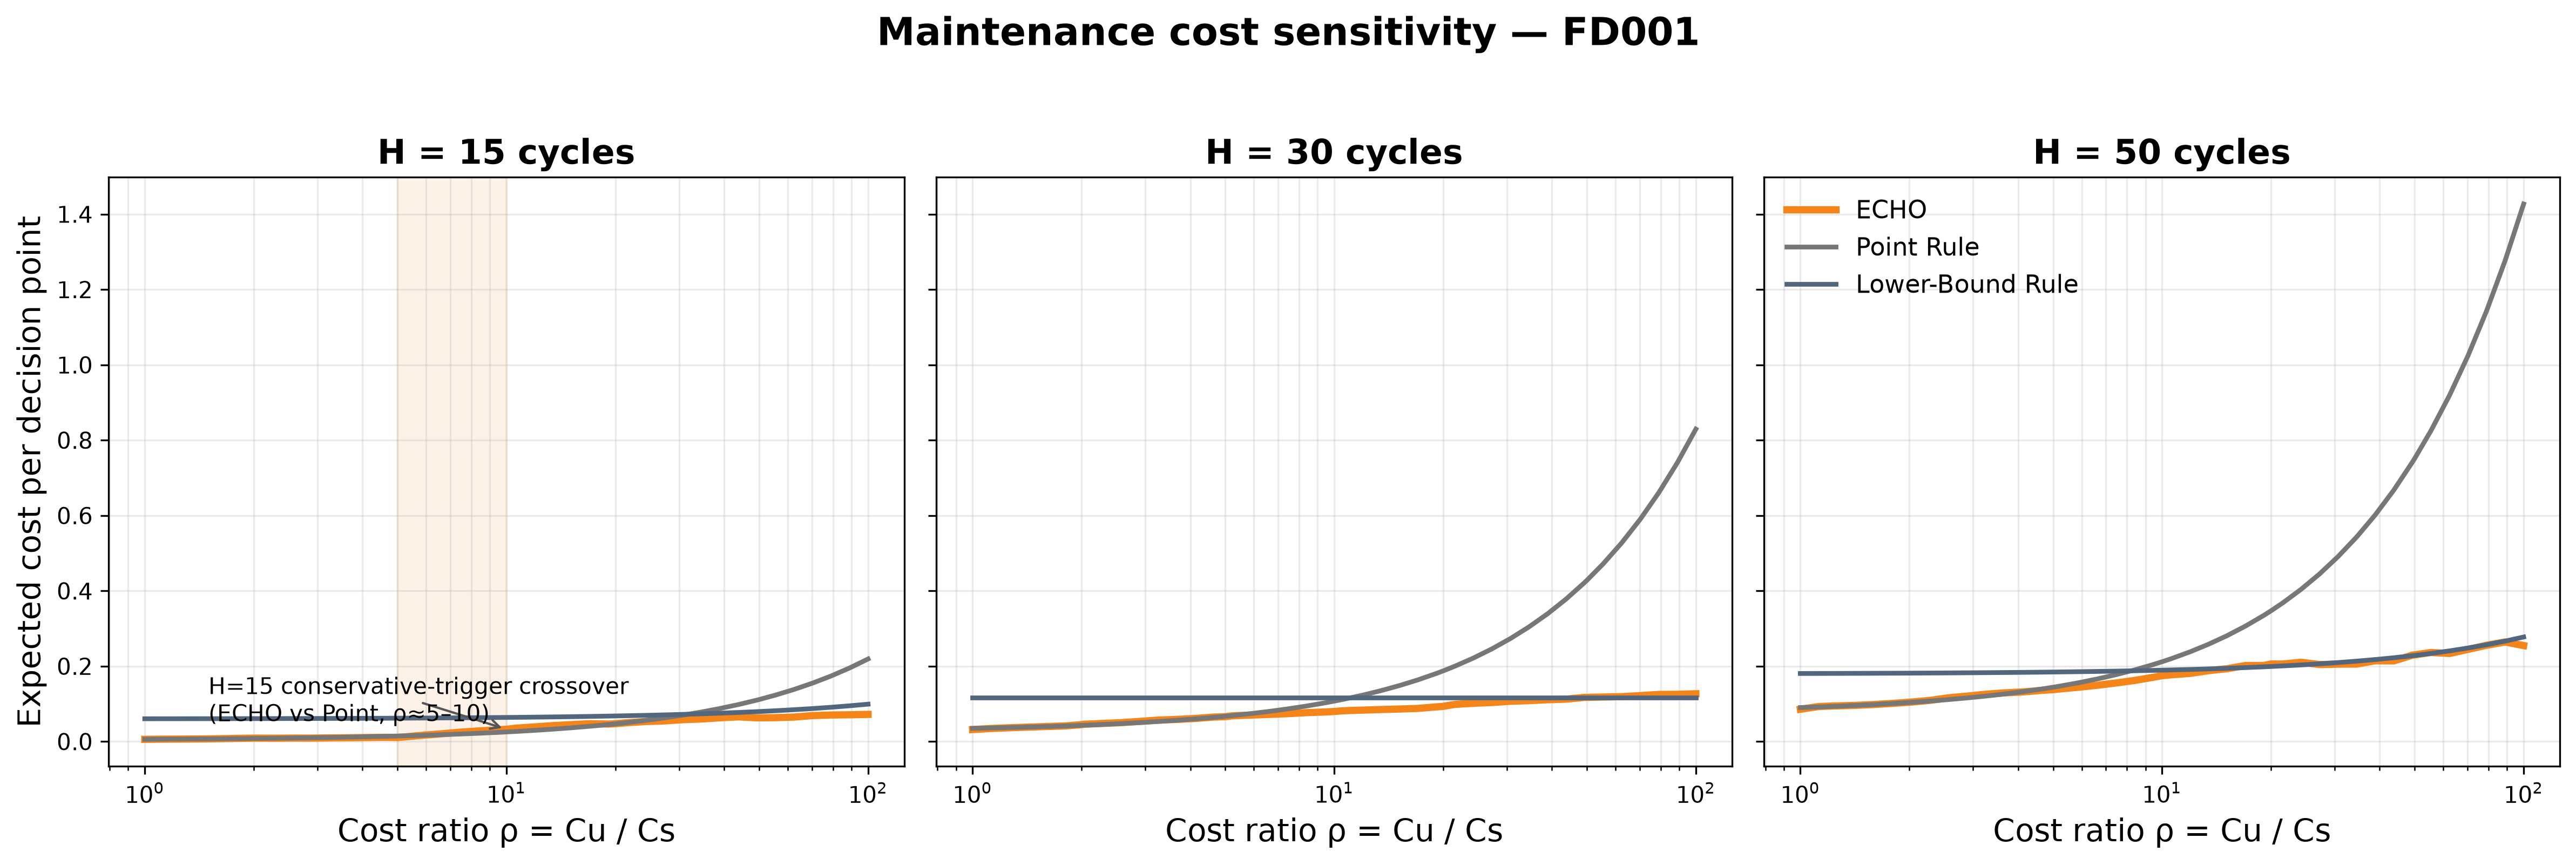 Maintenance cost sensitivity — FD001
H = 15 cycles
H = 30 cycles
H = 50 cycles
Expected cost per decision point
1.4
1.2
1.0
0.8
0.6
0.4
0.2
0.0
H=15 conservative-trigger crossover
(ECHO vs Point, ρ≈5–10)
ECHO
Point Rule
Lower-Bound Rule
10⁰ 10¹ 10²
10⁰ 10¹ 10²
10⁰ 10¹ 10²
Cost ratio ρ = Cu / Cs
Cost ratio ρ = Cu / Cs
Cost ratio ρ = Cu / Cs